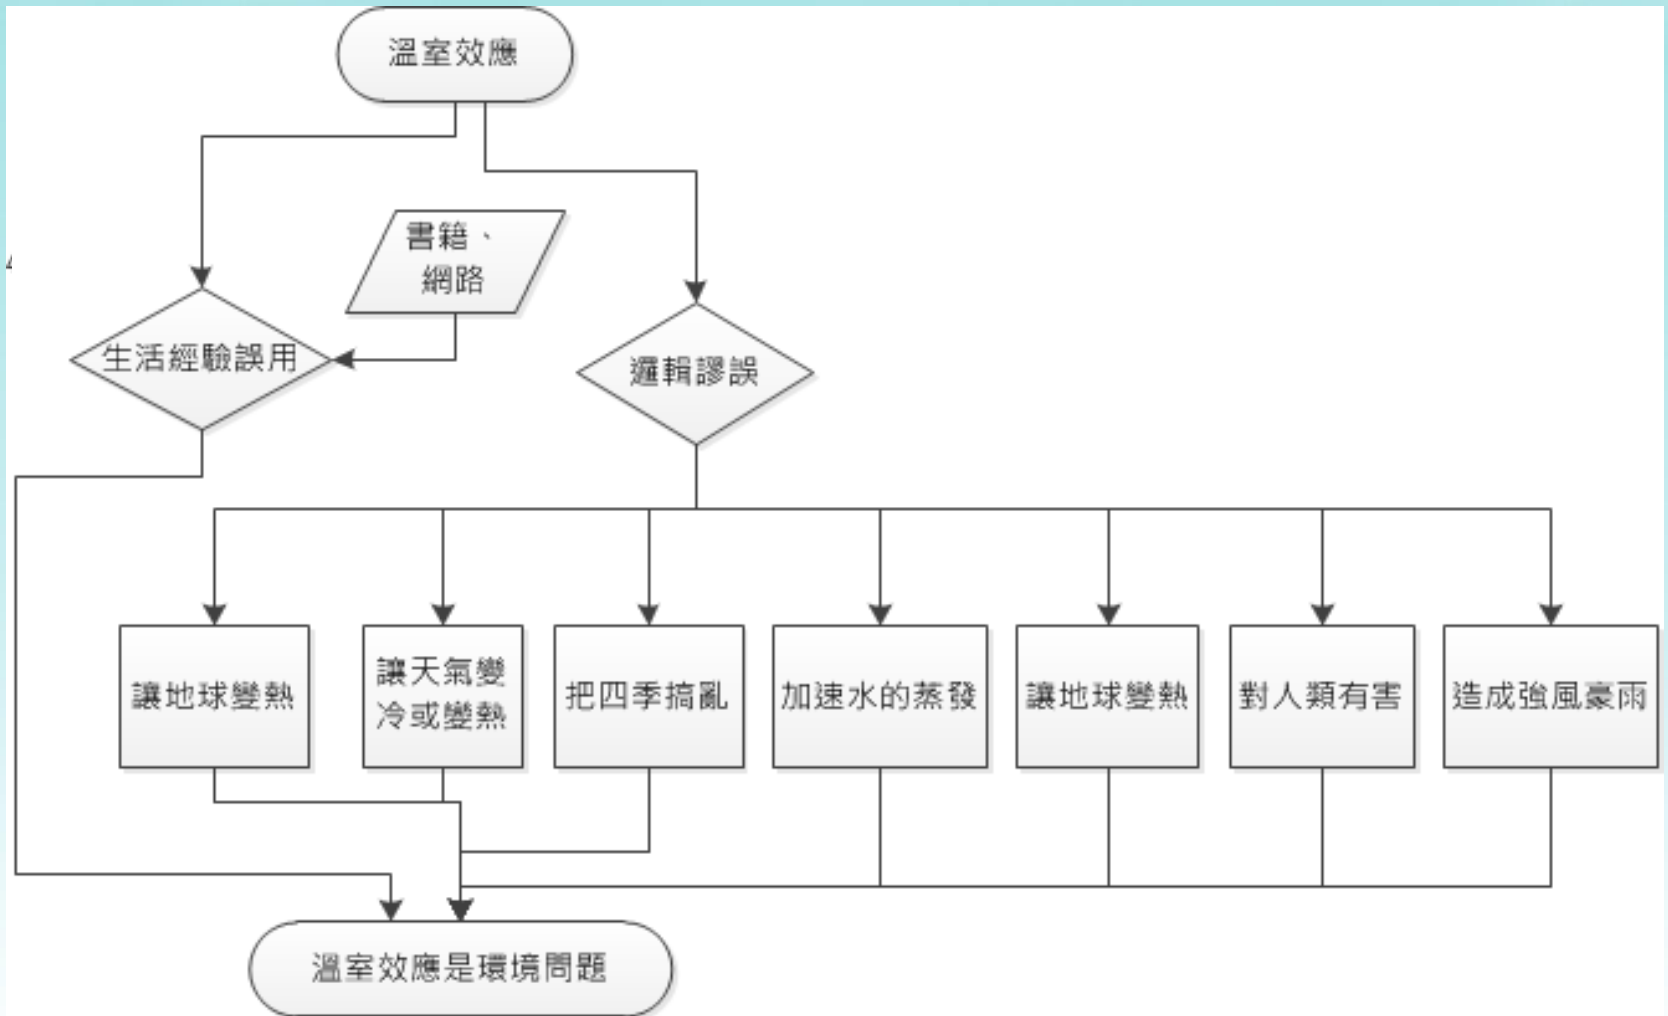 溫室效應
書籍、
網路
生活經驗誤用
邏輯謬誤
讓地球變熱
讓天氣變
冷或變熱
把四季搞亂
加速水的蒸發
讓地球變熱
對人類有害
造成強風豪雨
溫室效應是環境問題